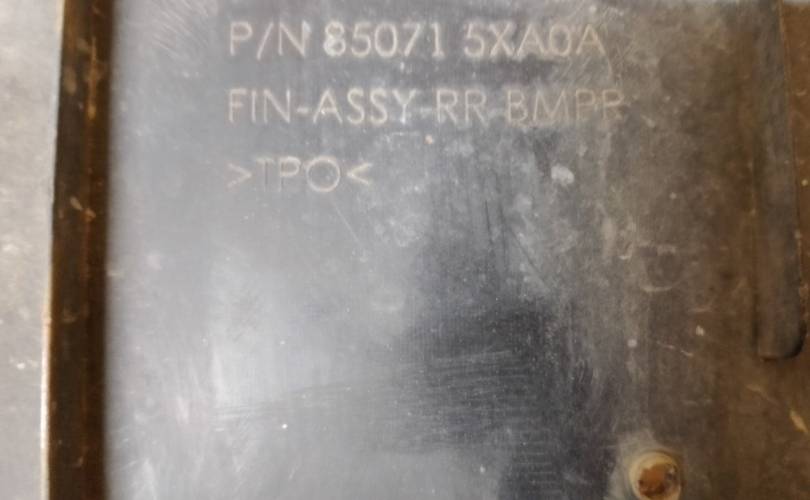 P/N 85071 5XA0A
FIN-ASSY-RR-BMPR
>TPO<